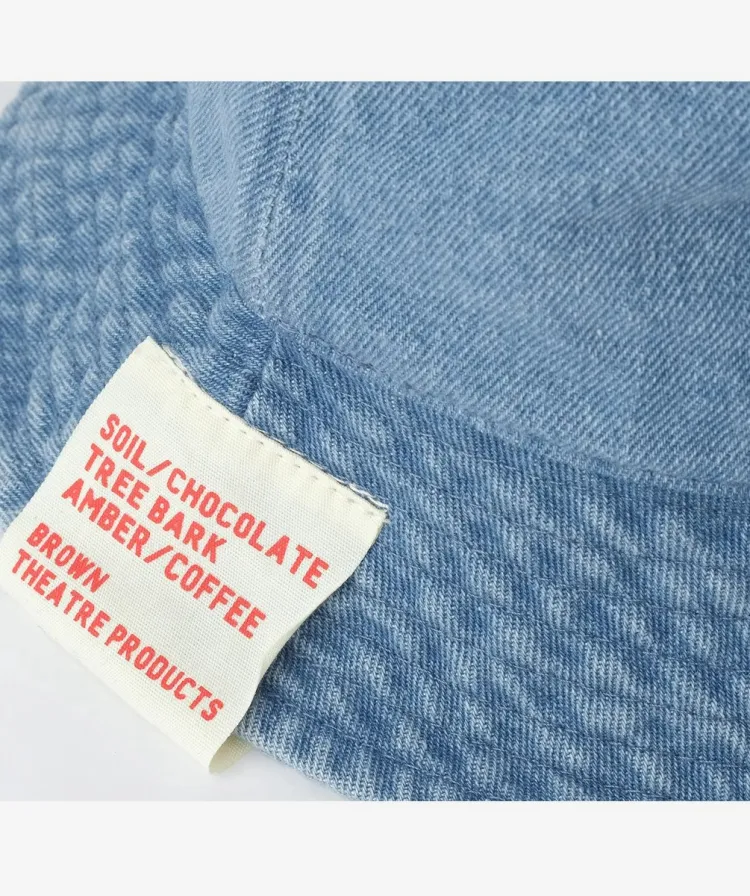 SOIL/CHOCOLATE
TREE BARK
AMBER/COFFEE
BROWN
THEATRE PRODUCTS